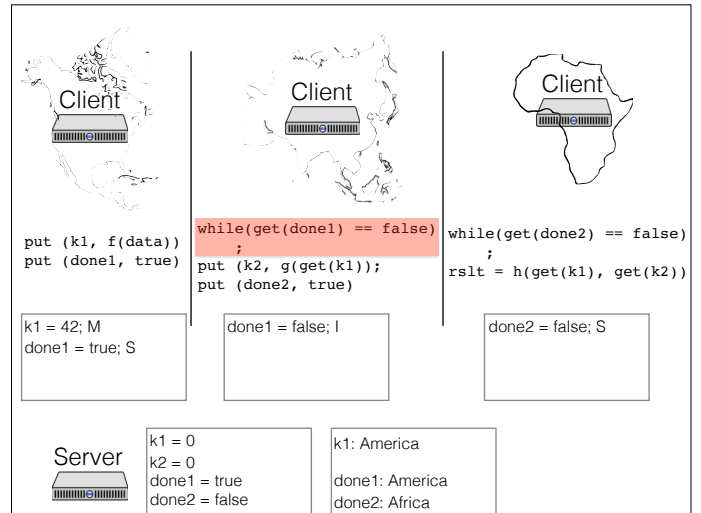 Client
put (k1, f(data))
put (done1, true)
k1 = 42; M
done1 = true; S
Client
while(get(done1) == false)
;
put (k2, g(get(k1));
put (done2, true)
done1 = false; I
Client
while(get(done2) == false)
;
rslt = h(get(k1), get(k2))
done2 = false; S
Server
k1 = 0
k2 = 0
done1 = true
done2 = false
k1: America
done1: America
done2: Africa